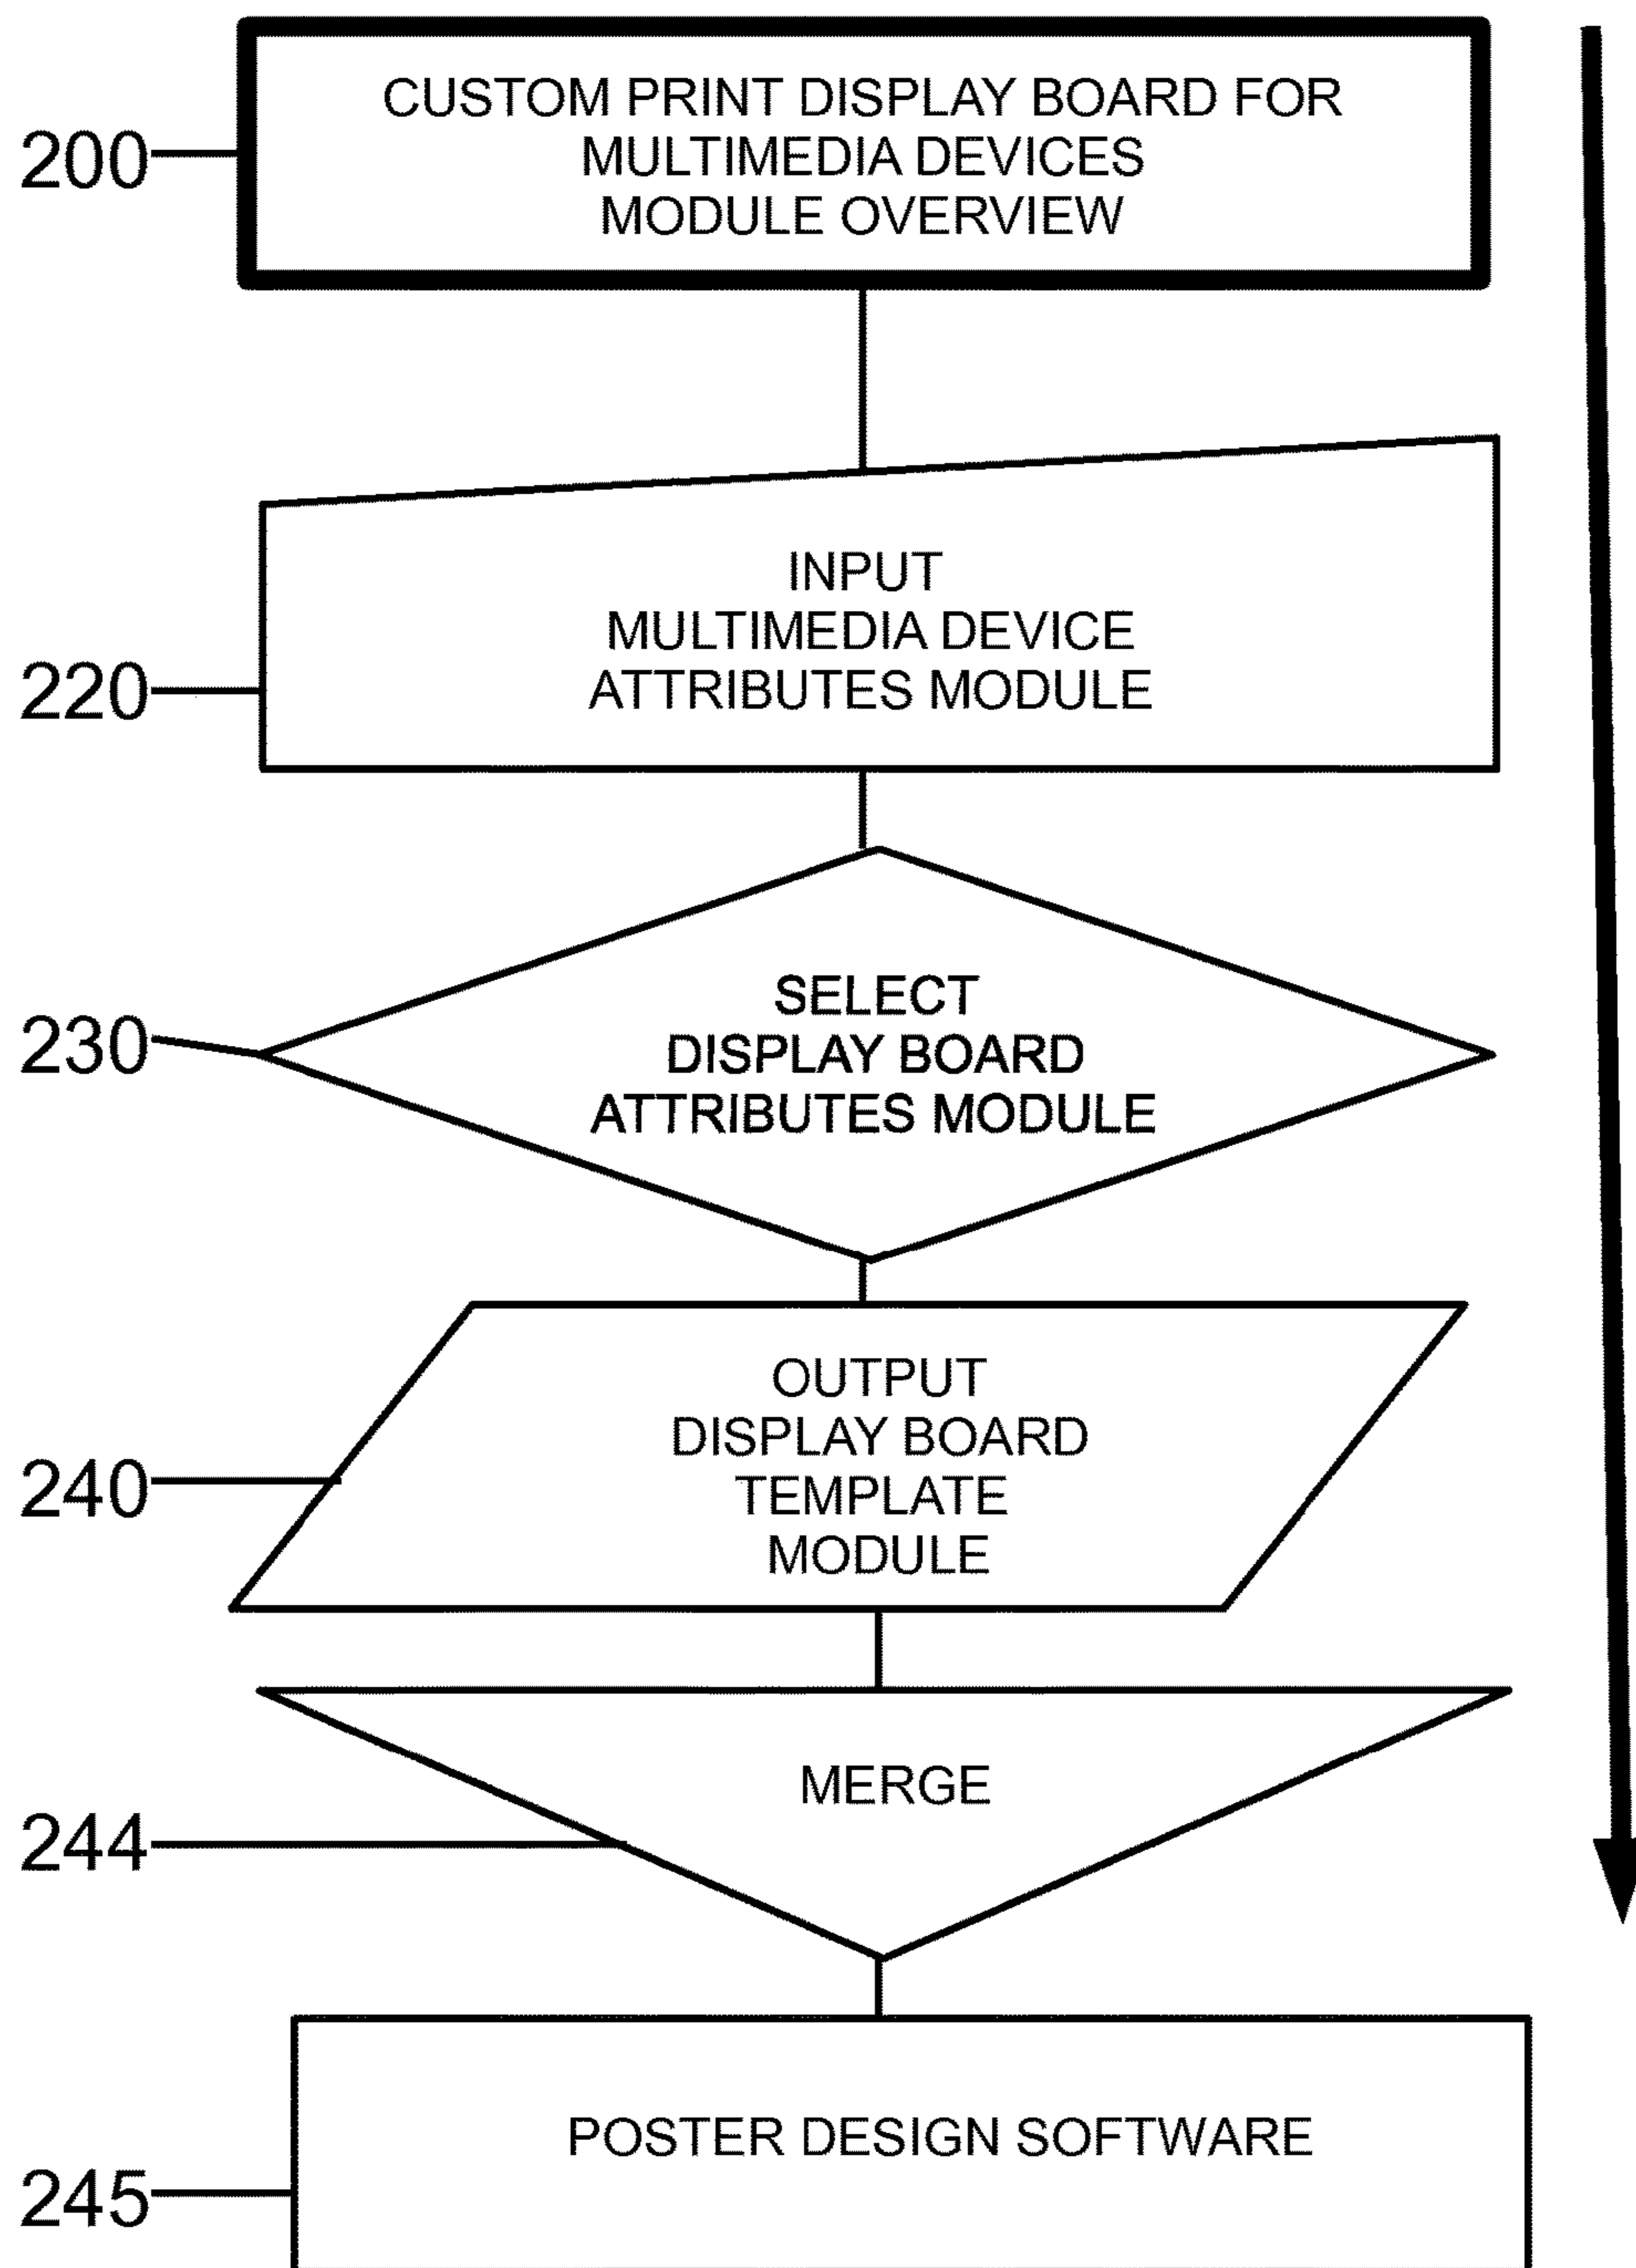 CUSTOM PRINT DISPLAY BOARD FOR
MULTIMEDIA DEVICES
MODULE OVERVIEW
200
INPUT
MULTIMEDIA DEVICE
ATTRIBUTES MODULE
220
SELECT
DISPLAY BOARD
ATTRIBUTES MODULE
230
OUTPUT
DISPLAY BOARD
TEMPLATE
MODULE
240
MERGE
244
POSTER DESIGN SOFTWARE
245